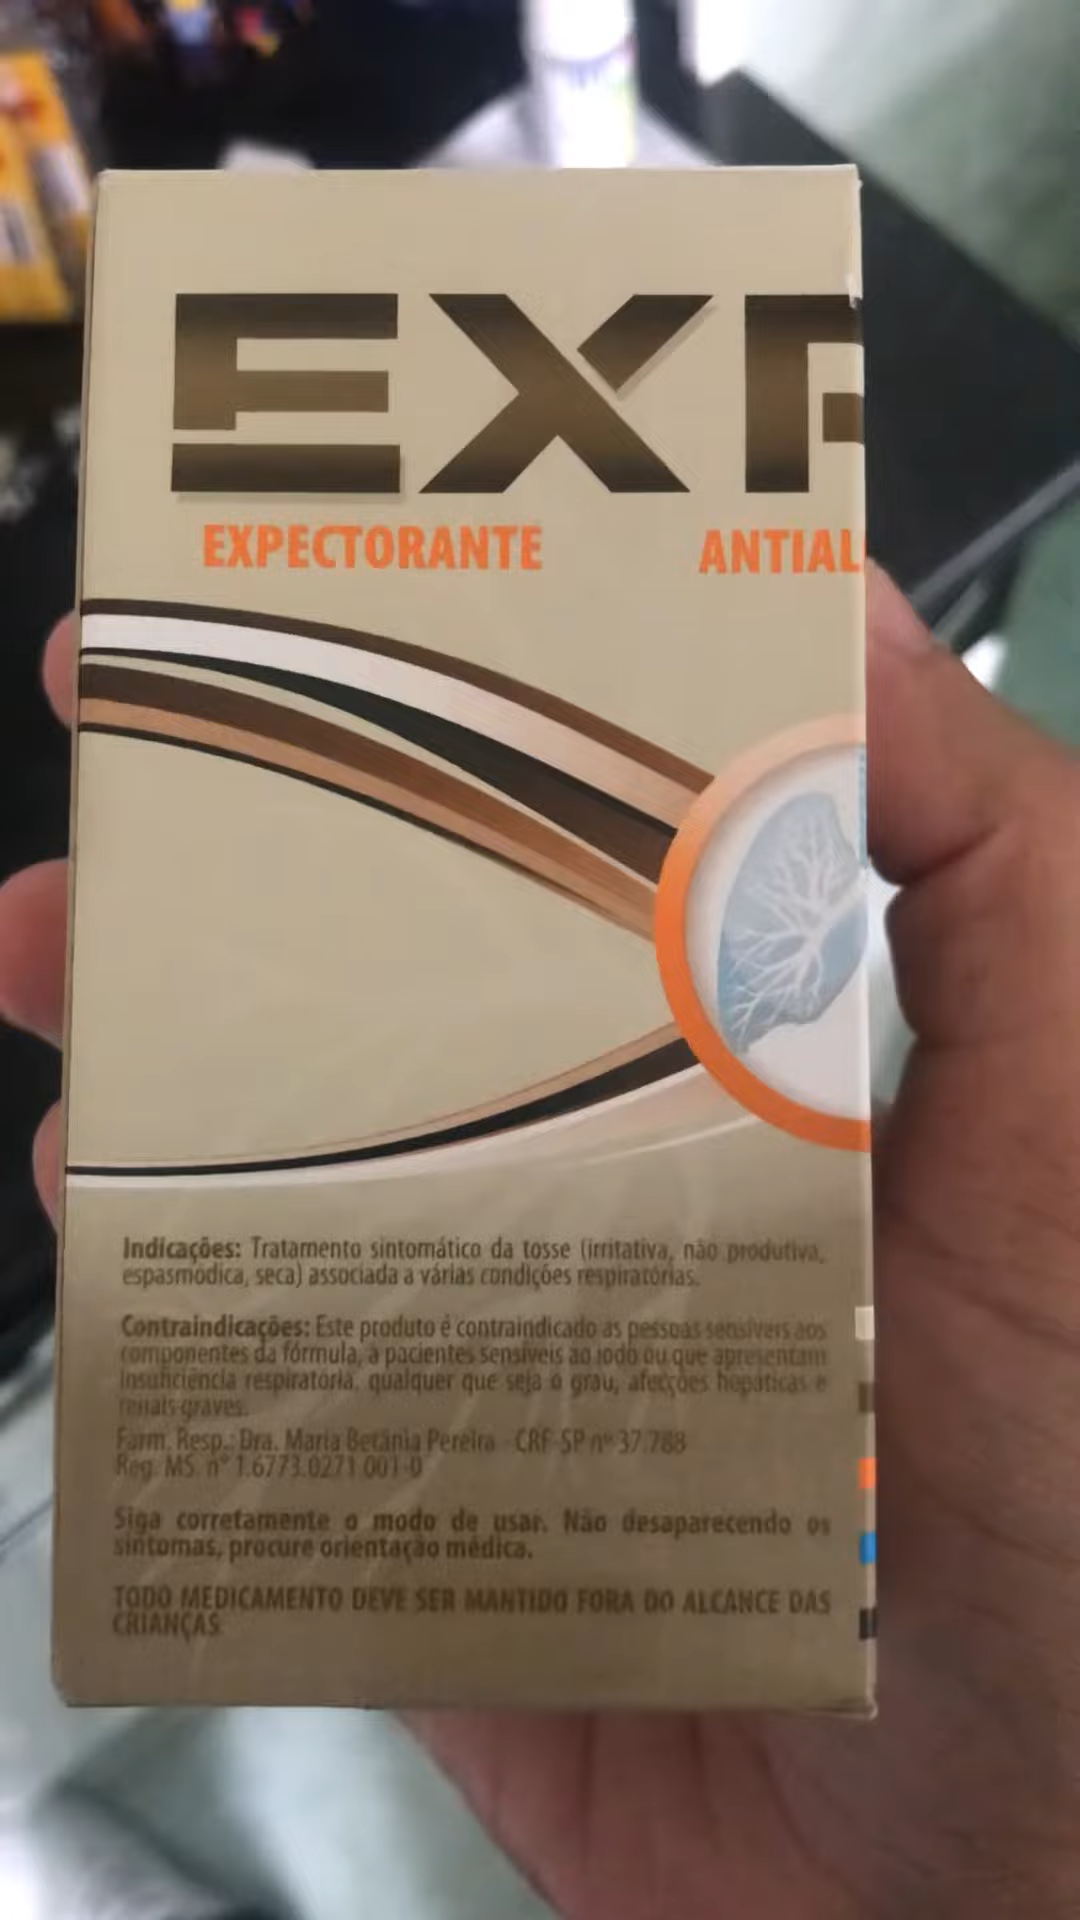 EXP
EXPECTORANTE ANTIAL
Indicações: Tratamento sintomático da tosse (irritativa, não produtiva,
espasmódica, seca) associada a várias condições respiratórias.
Contraindicações: Este produto é contraindicado as pessoas sensíveis aos
componentes da fórmula, a pacientes sensíveis ao iodo ou que apresentam
insuficiência respiratória, qualquer que seja o grau, afecções hepáticas e
renais graves.
Farm. Resp.: Dra. Maria Betânia Pereira - CRF-SP nº 37.788
Reg. MS. nº 1.6773.0271.001-0
Siga corretamente o modo de usar. Não desaparecendo os
sintomas, procure orientação médica.
TODO MEDICAMENTO DEVE SER MANTIDO FORA DO ALCANCE DAS
CRIANÇAS